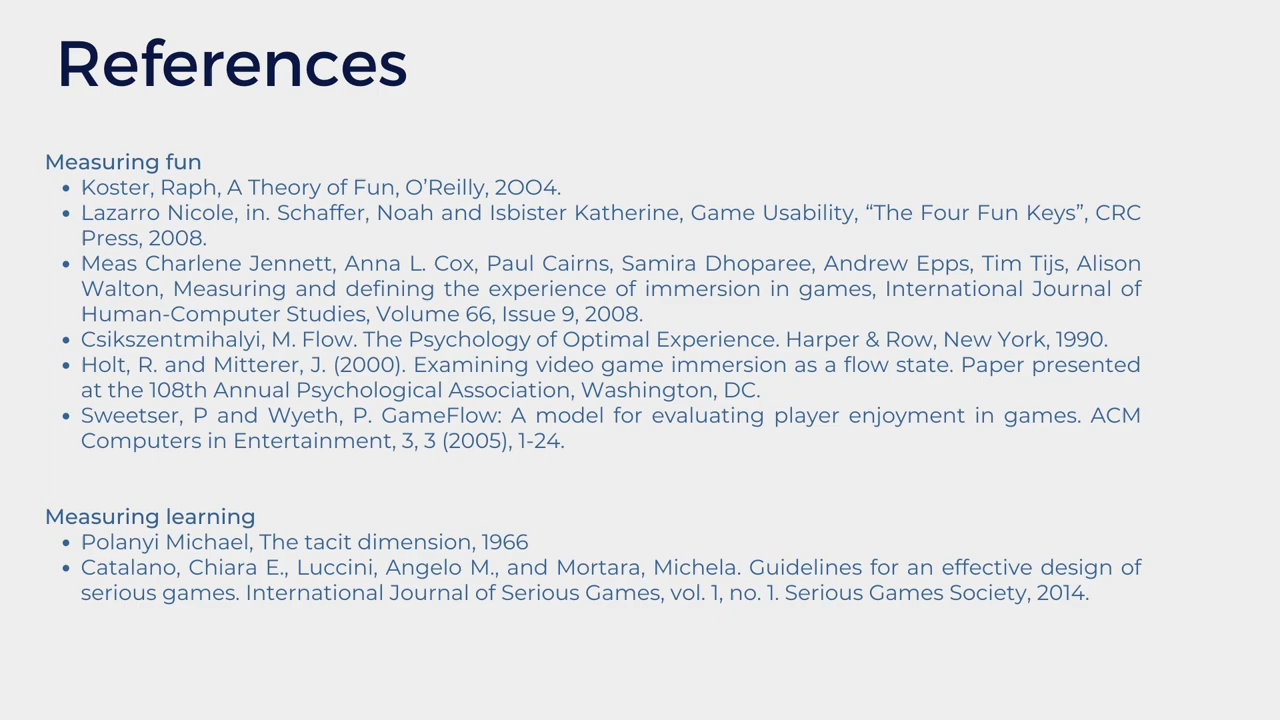 References
Measuring fun
• Koster, Raph, A Theory of Fun, O’Reilly, 2OO4.
• Lazarro Nicole, in. Schaffer, Noah and Isbister Katherine, Game Usability, “The Four Fun Keys”, CRC
Press, 2008.
• Meas Charlene Jennett, Anna L. Cox, Paul Cairns, Samira Dhoparee, Andrew Epps, Tim Tijs, Alison
Walton, Measuring and defining the experience of immersion in games, International Journal of
Human-Computer Studies, Volume 66, Issue 9, 2008.
• Csikszentmihalyi, M. Flow. The Psychology of Optimal Experience. Harper & Row, New York, 1990.
• Holt, R. and Mitterer, J. (2000). Examining video game immersion as a flow state. Paper presented
at the 108th Annual Psychological Association, Washington, DC.
• Sweetser, P and Wyeth, P. GameFlow: A model for evaluating player enjoyment in games. ACM
Computers in Entertainment, 3, 3 (2005), 1-24.
Measuring learning
• Polanyi Michael, The tacit dimension, 1966
• Catalano, Chiara E., Luccini, Angelo M., and Mortara, Michela. Guidelines for an effective design of
serious games. International Journal of Serious Games, vol. 1, no. 1. Serious Games Society, 2014.